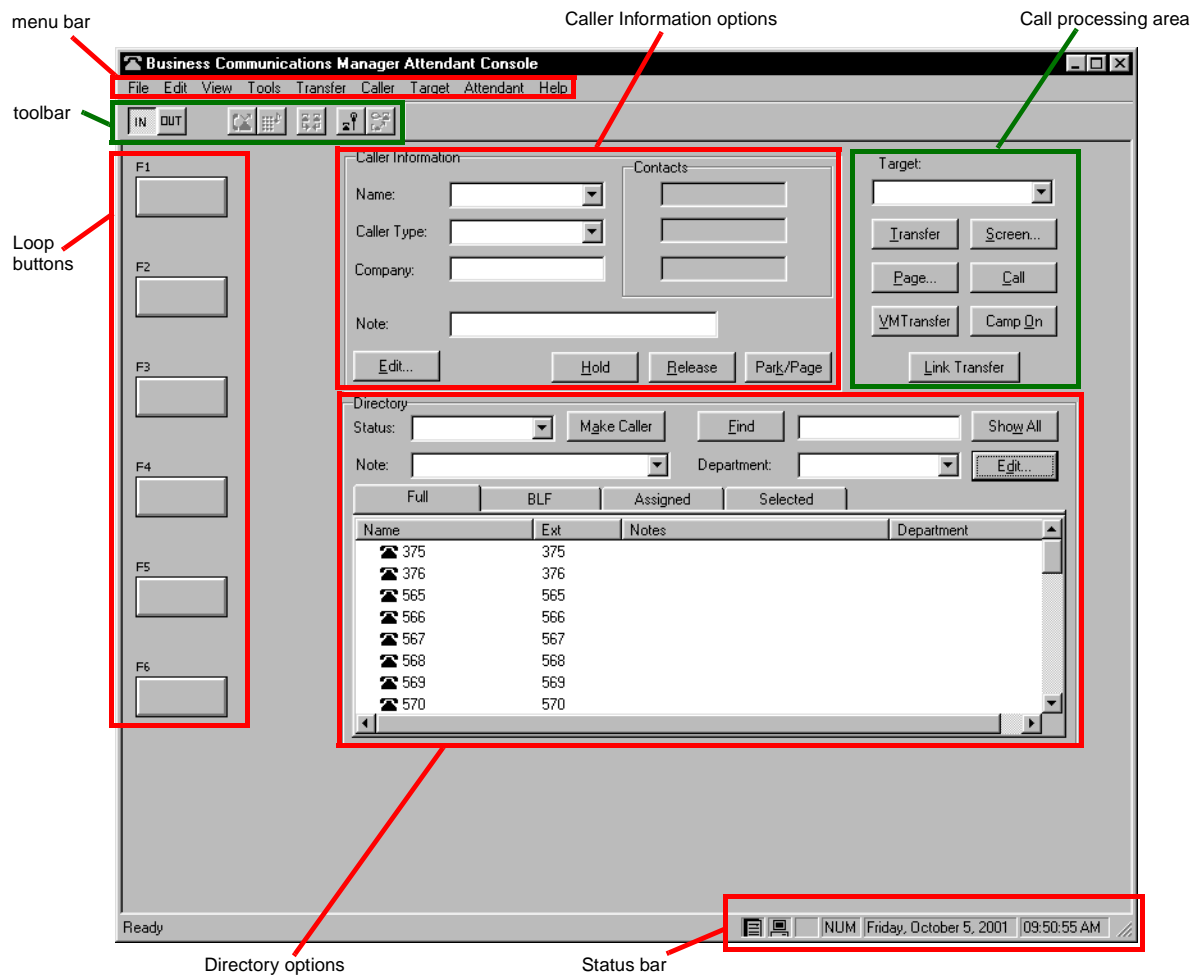 menu bar
Caller Information options
Call processing area
Business Communications Manager Attendant Console
File Edit View Tools Transfer Caller Target Attendant Help
toolbar
IN OUT
Loop
buttons
F1
F2
F3
F4
F5
F6
Caller Information
Name:
Caller Type:
Company:
Note:
Contacts
Edit... Hold Release Park/Page
Target:
Transfer Screen...
Page... Call
VMTransfer Camp On
Link Transfer
Directory
Status: Make Caller Find Show All
Note: Department: Edit...
Full BLF Assigned Selected
Name Ext Notes Department
375 375
376 376
565 565
566 566
567 567
568 568
569 569
570 570
Ready NUM Friday, October 5, 2001 09:50:55 AM
Directory options
Status bar